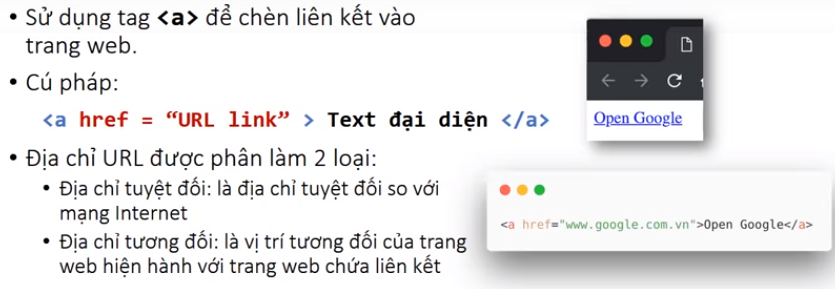 • Sử dụng tag <a> để chèn liên kết vào
trang web.
• Cú pháp:
<a href = “URL link” > Text đại diện </a>
• Địa chỉ URL được phân làm 2 loại:
• Địa chỉ tuyệt đối: là địa chỉ tuyệt đối so với
mạng Internet
• Địa chỉ tương đối: là vị trí tương đối của trang
web hiện hành với trang web chứa liên kết
Open Google
<a href="www.google.com.vn">Open Google</a>